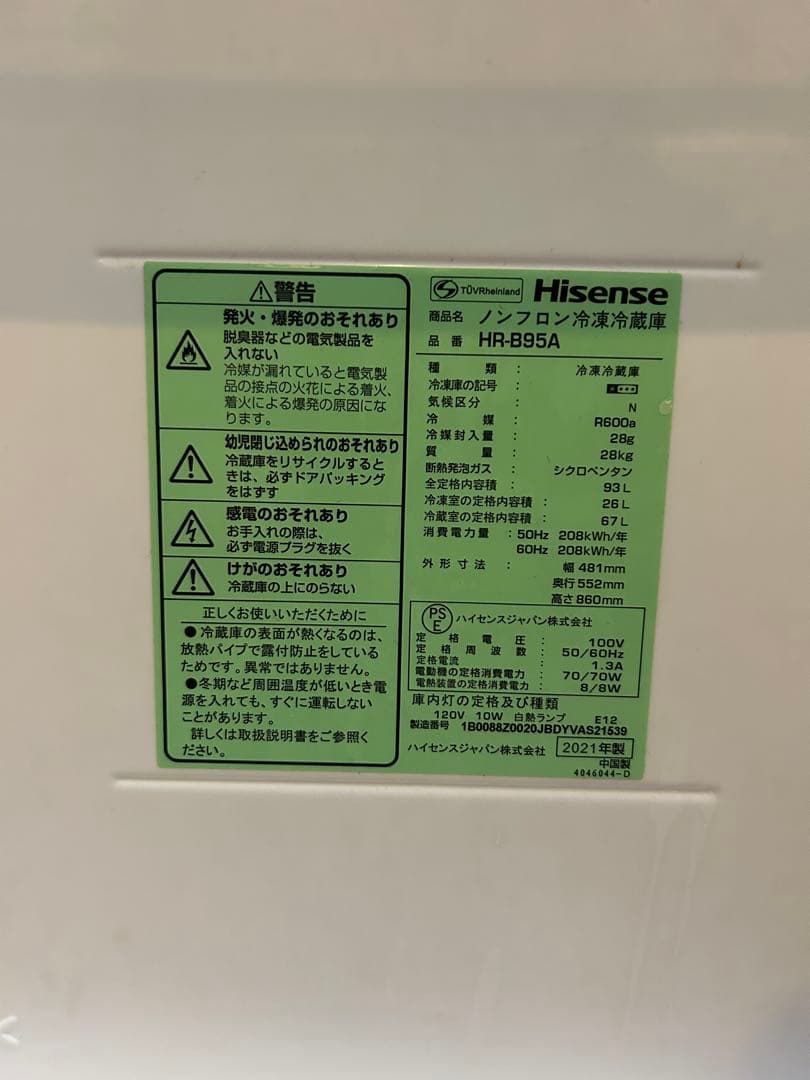 ⚠警告
発火・爆発のおそれあり
脱臭器などの電気製品を
入れない
冷媒が漏れていると電気製
品の接点の火花による着火、
着火による爆発の原因にな
ります。
幼児閉じ込められのおそれあり
冷蔵庫をリサイクルすると
きは、必ずドアパッキング
をはずす
感電のおそれあり
お手入れの際は、
必ず電源プラグを抜く
けがのおそれあり
冷蔵庫の上にのらない
正しくお使いいただくために
●冷蔵庫の表面が熱くなるのは、
放熱パイプで露付防止をしている
ためです。異常ではありません。
●冬期など周囲温度が低いとき電
源を入れても、すぐに運転しない
ことがあります。
詳しくは取扱説明書をご参照く
ださい。
TÜVRheinland Hisense
商品名 ノンフロン冷凍冷蔵庫
品番 HR-B95A
種類 : 冷凍冷蔵庫
冷凍庫の記号 :
気候区分 : N
冷媒 : R600a
冷媒封入量 : 28g
質量 : 28kg
断熱発泡ガス : シクロペンタン
全定格内容積 : 93L
冷凍室の定格内容積 : 26L
冷蔵室の定格内容積 : 67L
消費電力量 : 50Hz 208kWh/年
60Hz 208kWh/年
外形寸法 : 幅 481mm
奥行 552mm
高さ 860mm
PSE ハイセンスジャパン株式会社
定格電圧 : 100V
定格周波数 : 50/60Hz
定格電流 : 1.3A
電動機の定格消費電力 : 70/70W
電熱装置の定格消費電力 : 8/8W
庫内灯の定格及び種類
120V 10W 白熱ランプ E12
製造番号 1B0088Z0020JBDYVAS21539
ハイセンスジャパン株式会社 2021年製
中国製
4046044-D